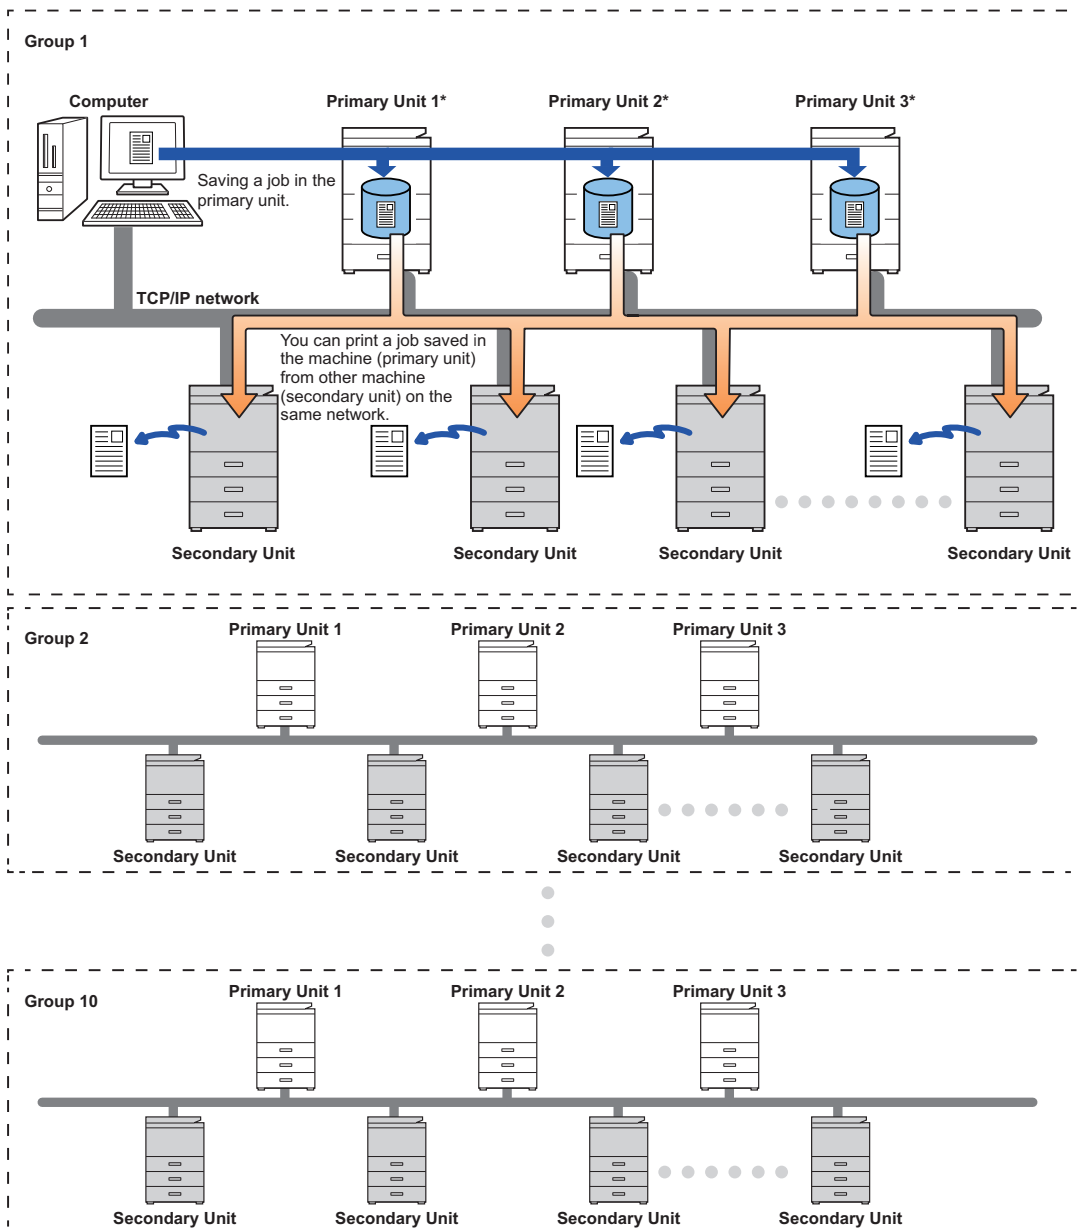 Group 1
Computer
Primary Unit 1*
Primary Unit 2*
Primary Unit 3*
Saving a job in the
primary unit.
TCP/IP network
You can print a job saved in
the machine (primary unit)
from other machine
(secondary unit) on the
same network.
Secondary Unit
Secondary Unit
Secondary Unit
Secondary Unit
Group 2
Primary Unit 1
Primary Unit 2
Primary Unit 3
Secondary Unit
Secondary Unit
Secondary Unit
Secondary Unit
Group 10
Primary Unit 1
Primary Unit 2
Primary Unit 3
Secondary Unit
Secondary Unit
Secondary Unit
Secondary Unit